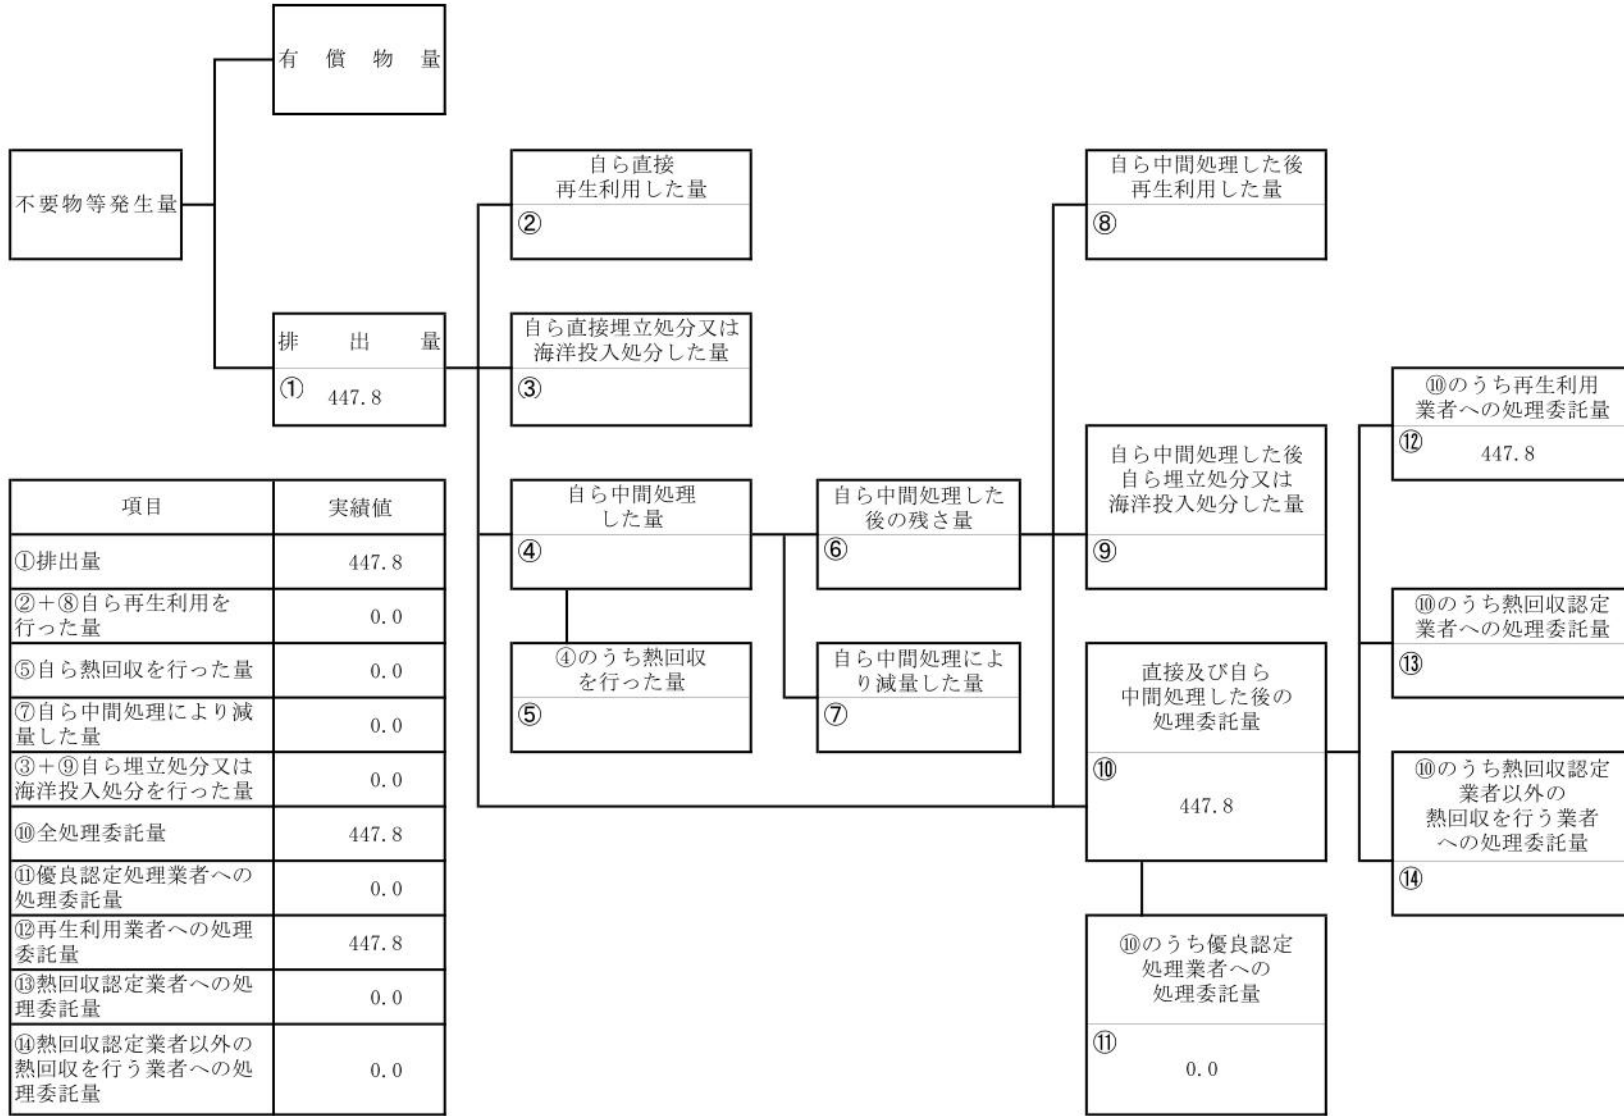 有償物量
不要物等発生量
排出量
① 447.8
自ら直接
再生利用した量
②
自ら直接埋立処分又は
海洋投入処分した量
③
自ら中間処理
した量
④
④のうち熱回収
を行った量
⑤
自ら中間処理した
後の残さ量
⑥
自ら中間処理によ
り減量した量
⑦
自ら中間処理した後
再生利用した量
⑧
自ら中間処理した後
自ら埋立処分又は
海洋投入処分した量
⑨
直接及び自ら
中間処理した後の
処理委託量
⑩
447.8
⑩のうち優良認定
処理業者への
処理委託量
⑪
0.0
⑩のうち再生利用
業者への処理委託量
⑫
447.8
⑩のうち熱回収認定
業者への処理委託量
⑬
⑩のうち熱回収認定
業者以外の
熱回収を行う業者
への処理委託量
⑭
項目 実績値
①排出量 447.8
②＋⑧自ら再生利用を
行った量 0.0
⑤自ら熱回収を行った量 0.0
⑦自ら中間処理により減
量した量 0.0
③＋⑨自ら埋立処分又は
海洋投入処分を行った量 0.0
⑩全処理委託量 447.8
⑪優良認定処理業者への
処理委託量 0.0
⑫再生利用業者への処理
委託量 447.8
⑬熱回収認定業者への処
理委託量 0.0
⑭熱回収認定業者以外の
熱回収を行う業者への処
理委託量 0.0